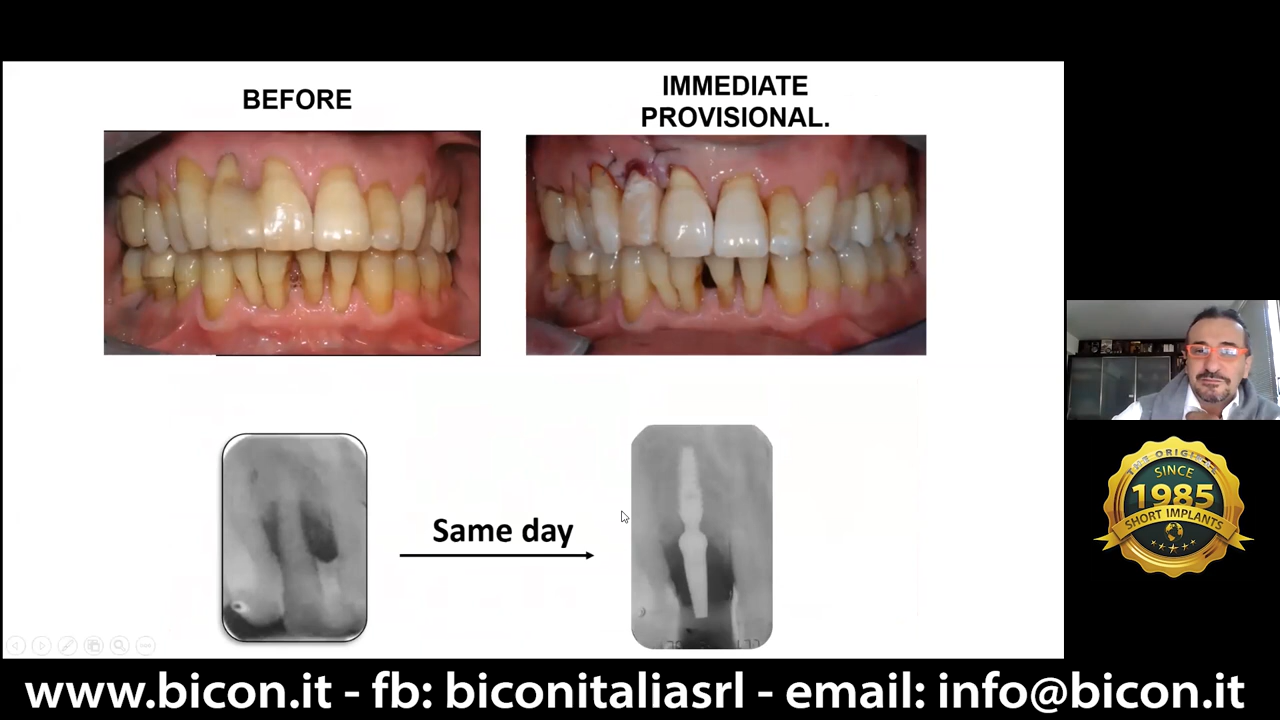 BEFORE
IMMEDIATE
PROVISIONAL.
Same day
THE ORIGINAL
SINCE
1985
SHORT IMPLANTS
www.bicon.it - fb: biconitaliasrl - email: info@bicon.it